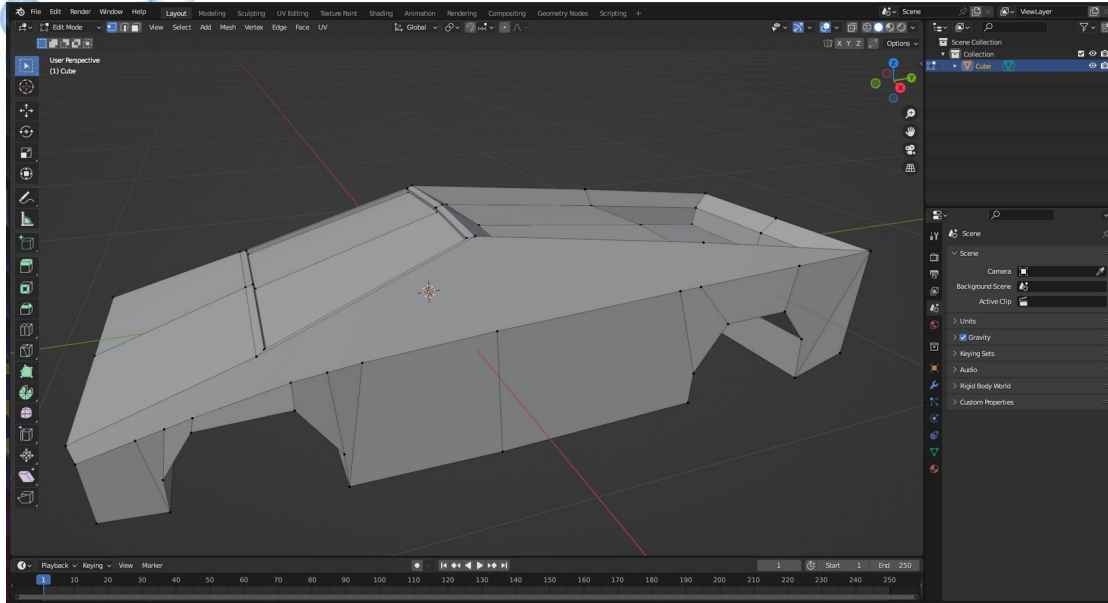 File Edit Render Window Help Layout Modeling Sculpting UV Editing Texture Paint Shading Animation Rendering Compositing Geometry Nodes Scripting + Scene ViewLayer
Edit Mode View Select Add Mesh Vertex Edge Face UV Global
X Y Z Options
User Perspective
(1) Cube
Z
Y
X
Scene Collection
Collection
Cube
Scene
Scene
Camera
Background Scene
Active Clip
Units
Gravity
Keying Sets
Audio
Rigid Body World
Custom Properties
Playback Keying View Marker 1 Start 1 End 250
1 10 20 30 40 50 60 70 80 90 100 110 120 130 140 150 160 170 180 190 200 210 220 230 240 250